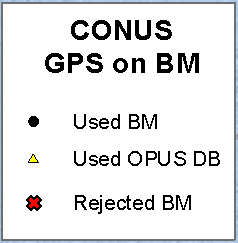 CONUS
GPS on BM
Used BM
Used OPUS DB
Rejected BM